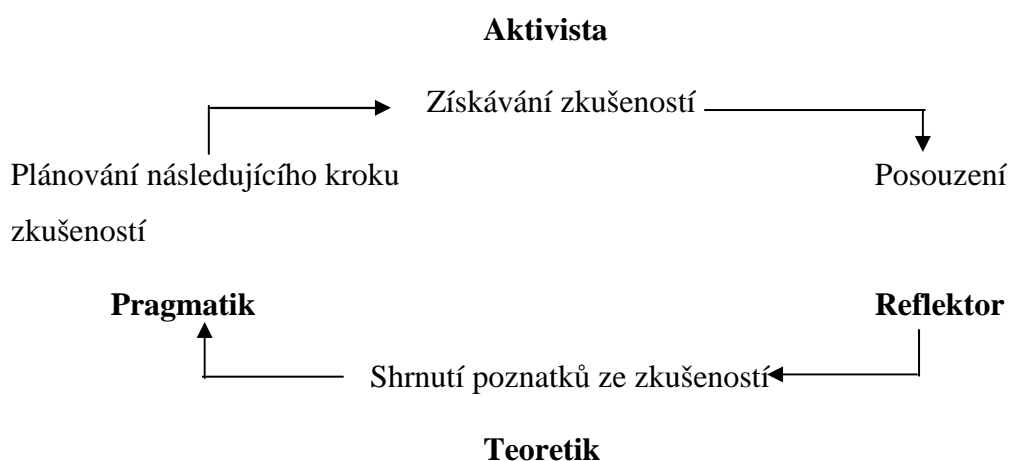 Aktivista
Získávání zkušeností
Plánování následujícího kroku
Posouzení
zkušeností
Pragmatik
Reflektor
Shrnutí poznatků ze zkušeností
Teoretik